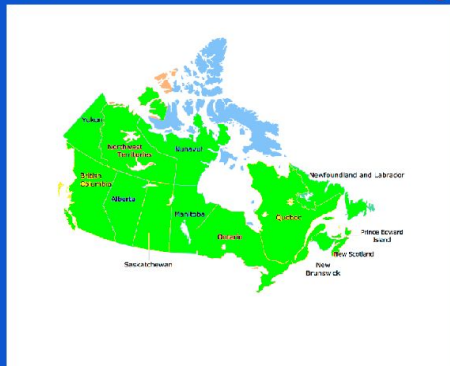 Yukon
Northwest
Territories
Nunavut
British
Columbia
Alberta
Manitoba
Saskatchewan
Ontario
Quebec
Newfoundland and Labrador
Prince Edward
Island
New Scotland
New
Brunswick